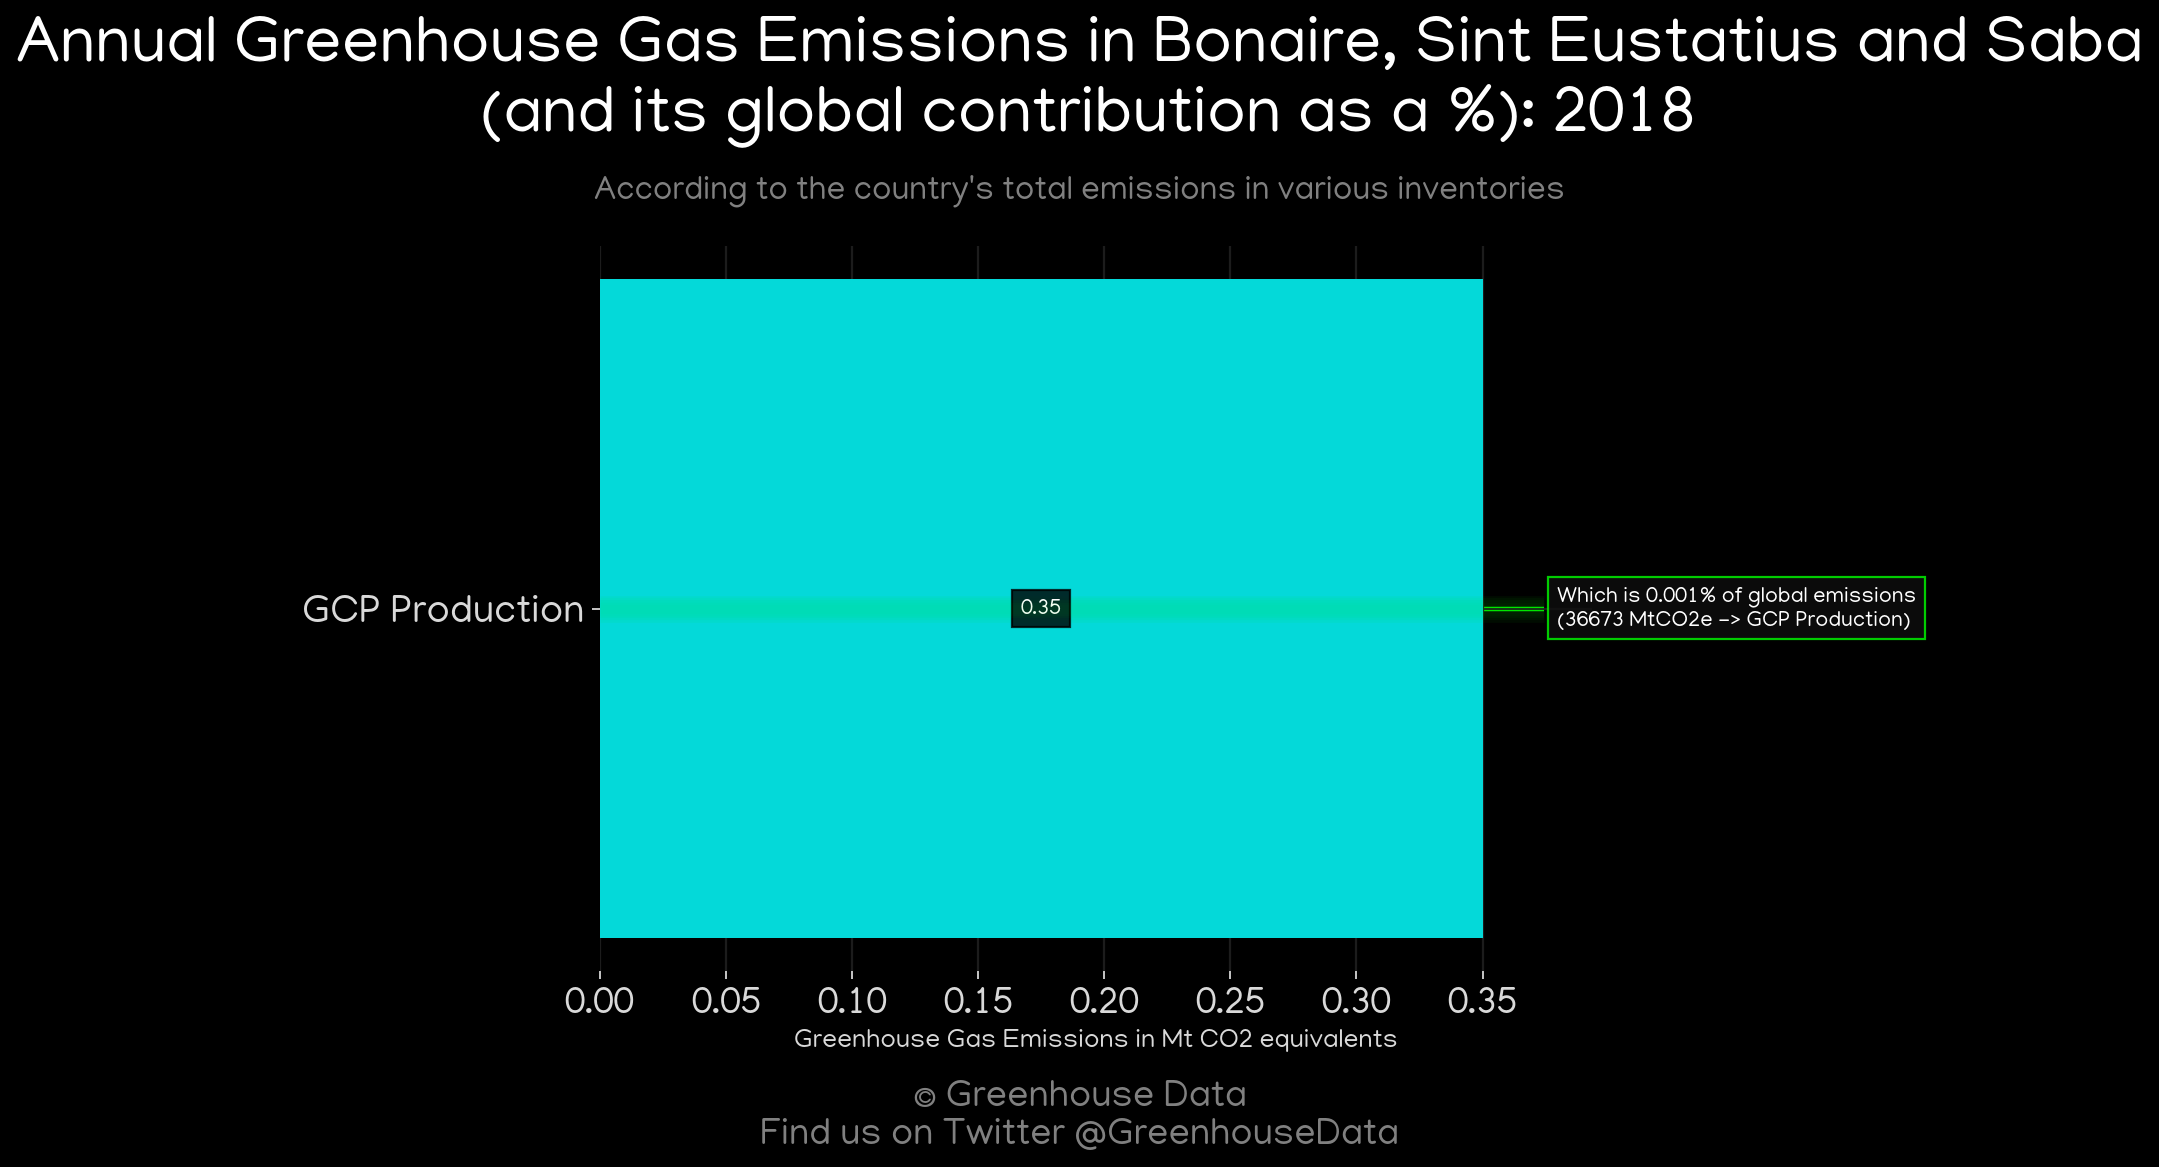 Annual Greenhouse Gas Emissions in Bonaire, Sint Eustatius and Saba
(and its global contribution as a %): 2018
According to the country's total emissions in various inventories
GCP Production
0.35
Which is 0.001% of global emissions
(36673 MtCO2e -> GCP Production)
0.00 0.05 0.10 0.15 0.20 0.25 0.30 0.35
Greenhouse Gas Emissions in Mt CO2 equivalents
© Greenhouse Data
Find us on Twitter @GreenhouseData